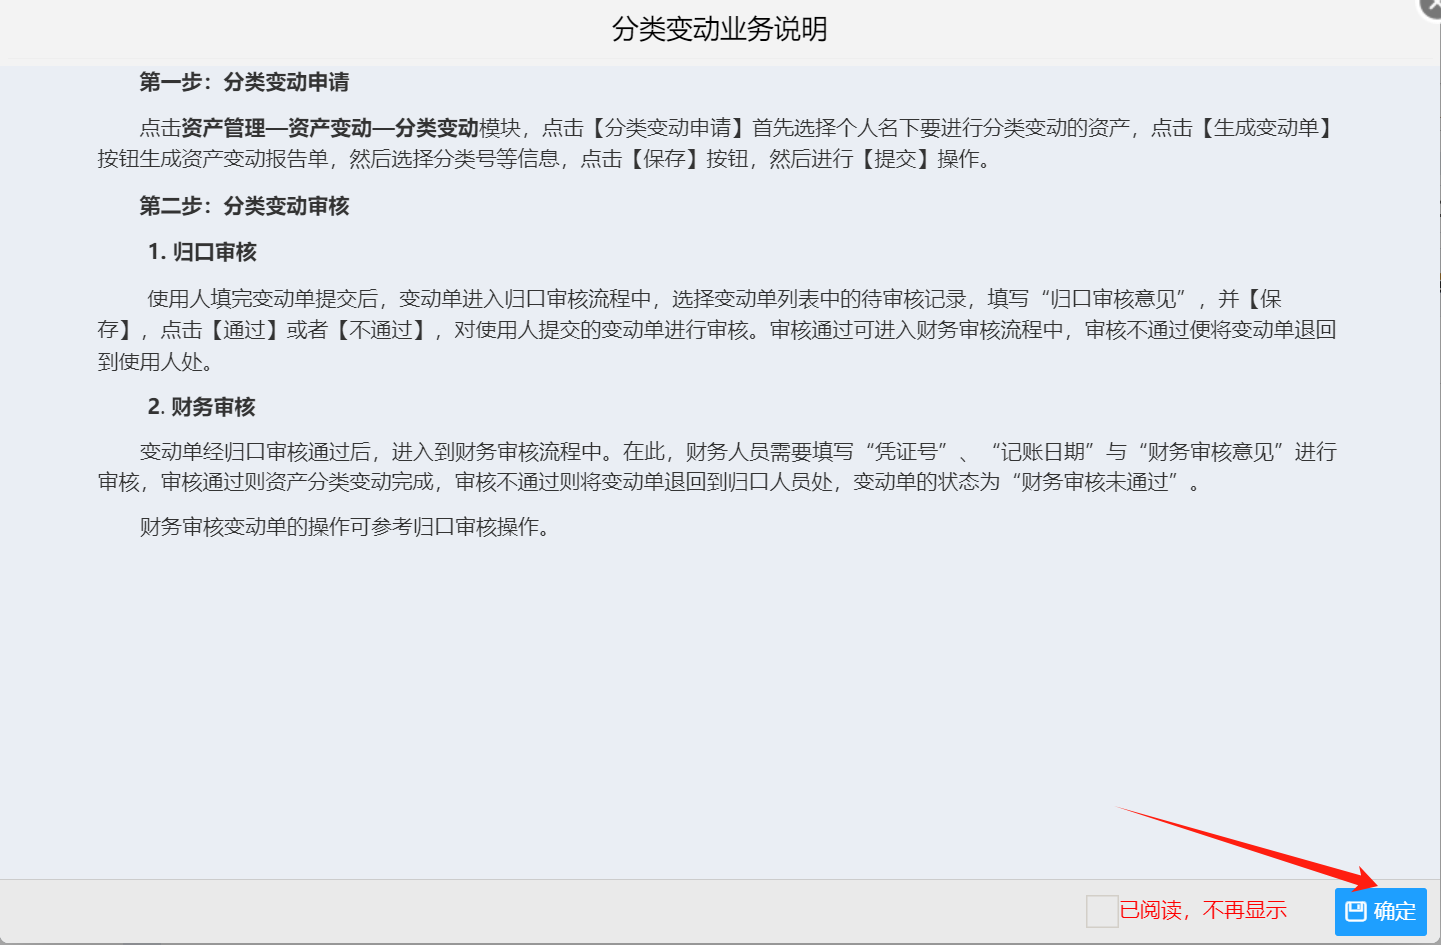 分类变动业务说明
第一步：分类变动申请
点击资产管理—资产变动—分类变动模块，点击【分类变动申请】首先选择个人名下要进行分类变动的资产，点击【生成变动单】
按钮生成资产变动报告单，然后选择分类号等信息，点击【保存】按钮，然后进行【提交】操作。
第二步：分类变动审核
1. 归口审核
使用人填完变动单提交后，变动单进入归口审核流程中，选择变动单列表中的待审核记录，填写“归口审核意见”，并【保
存】，点击【通过】或者【不通过】，对使用人提交的变动单进行审核。审核通过可进入财务审核流程中，审核不通过便将变动单退回
到使用人处。
2. 财务审核
变动单经归口审核通过后，进入到财务审核流程中。在此，财务人员需要填写“凭证号”、“记账日期”与“财务审核意见”进行
审核，审核通过则资产分类变动完成，审核不通过则将变动单退回到归口人员处，变动单的状态为“财务审核未通过”。
财务审核变动单的操作可参考归口审核操作。
已阅读，不再显示
确定